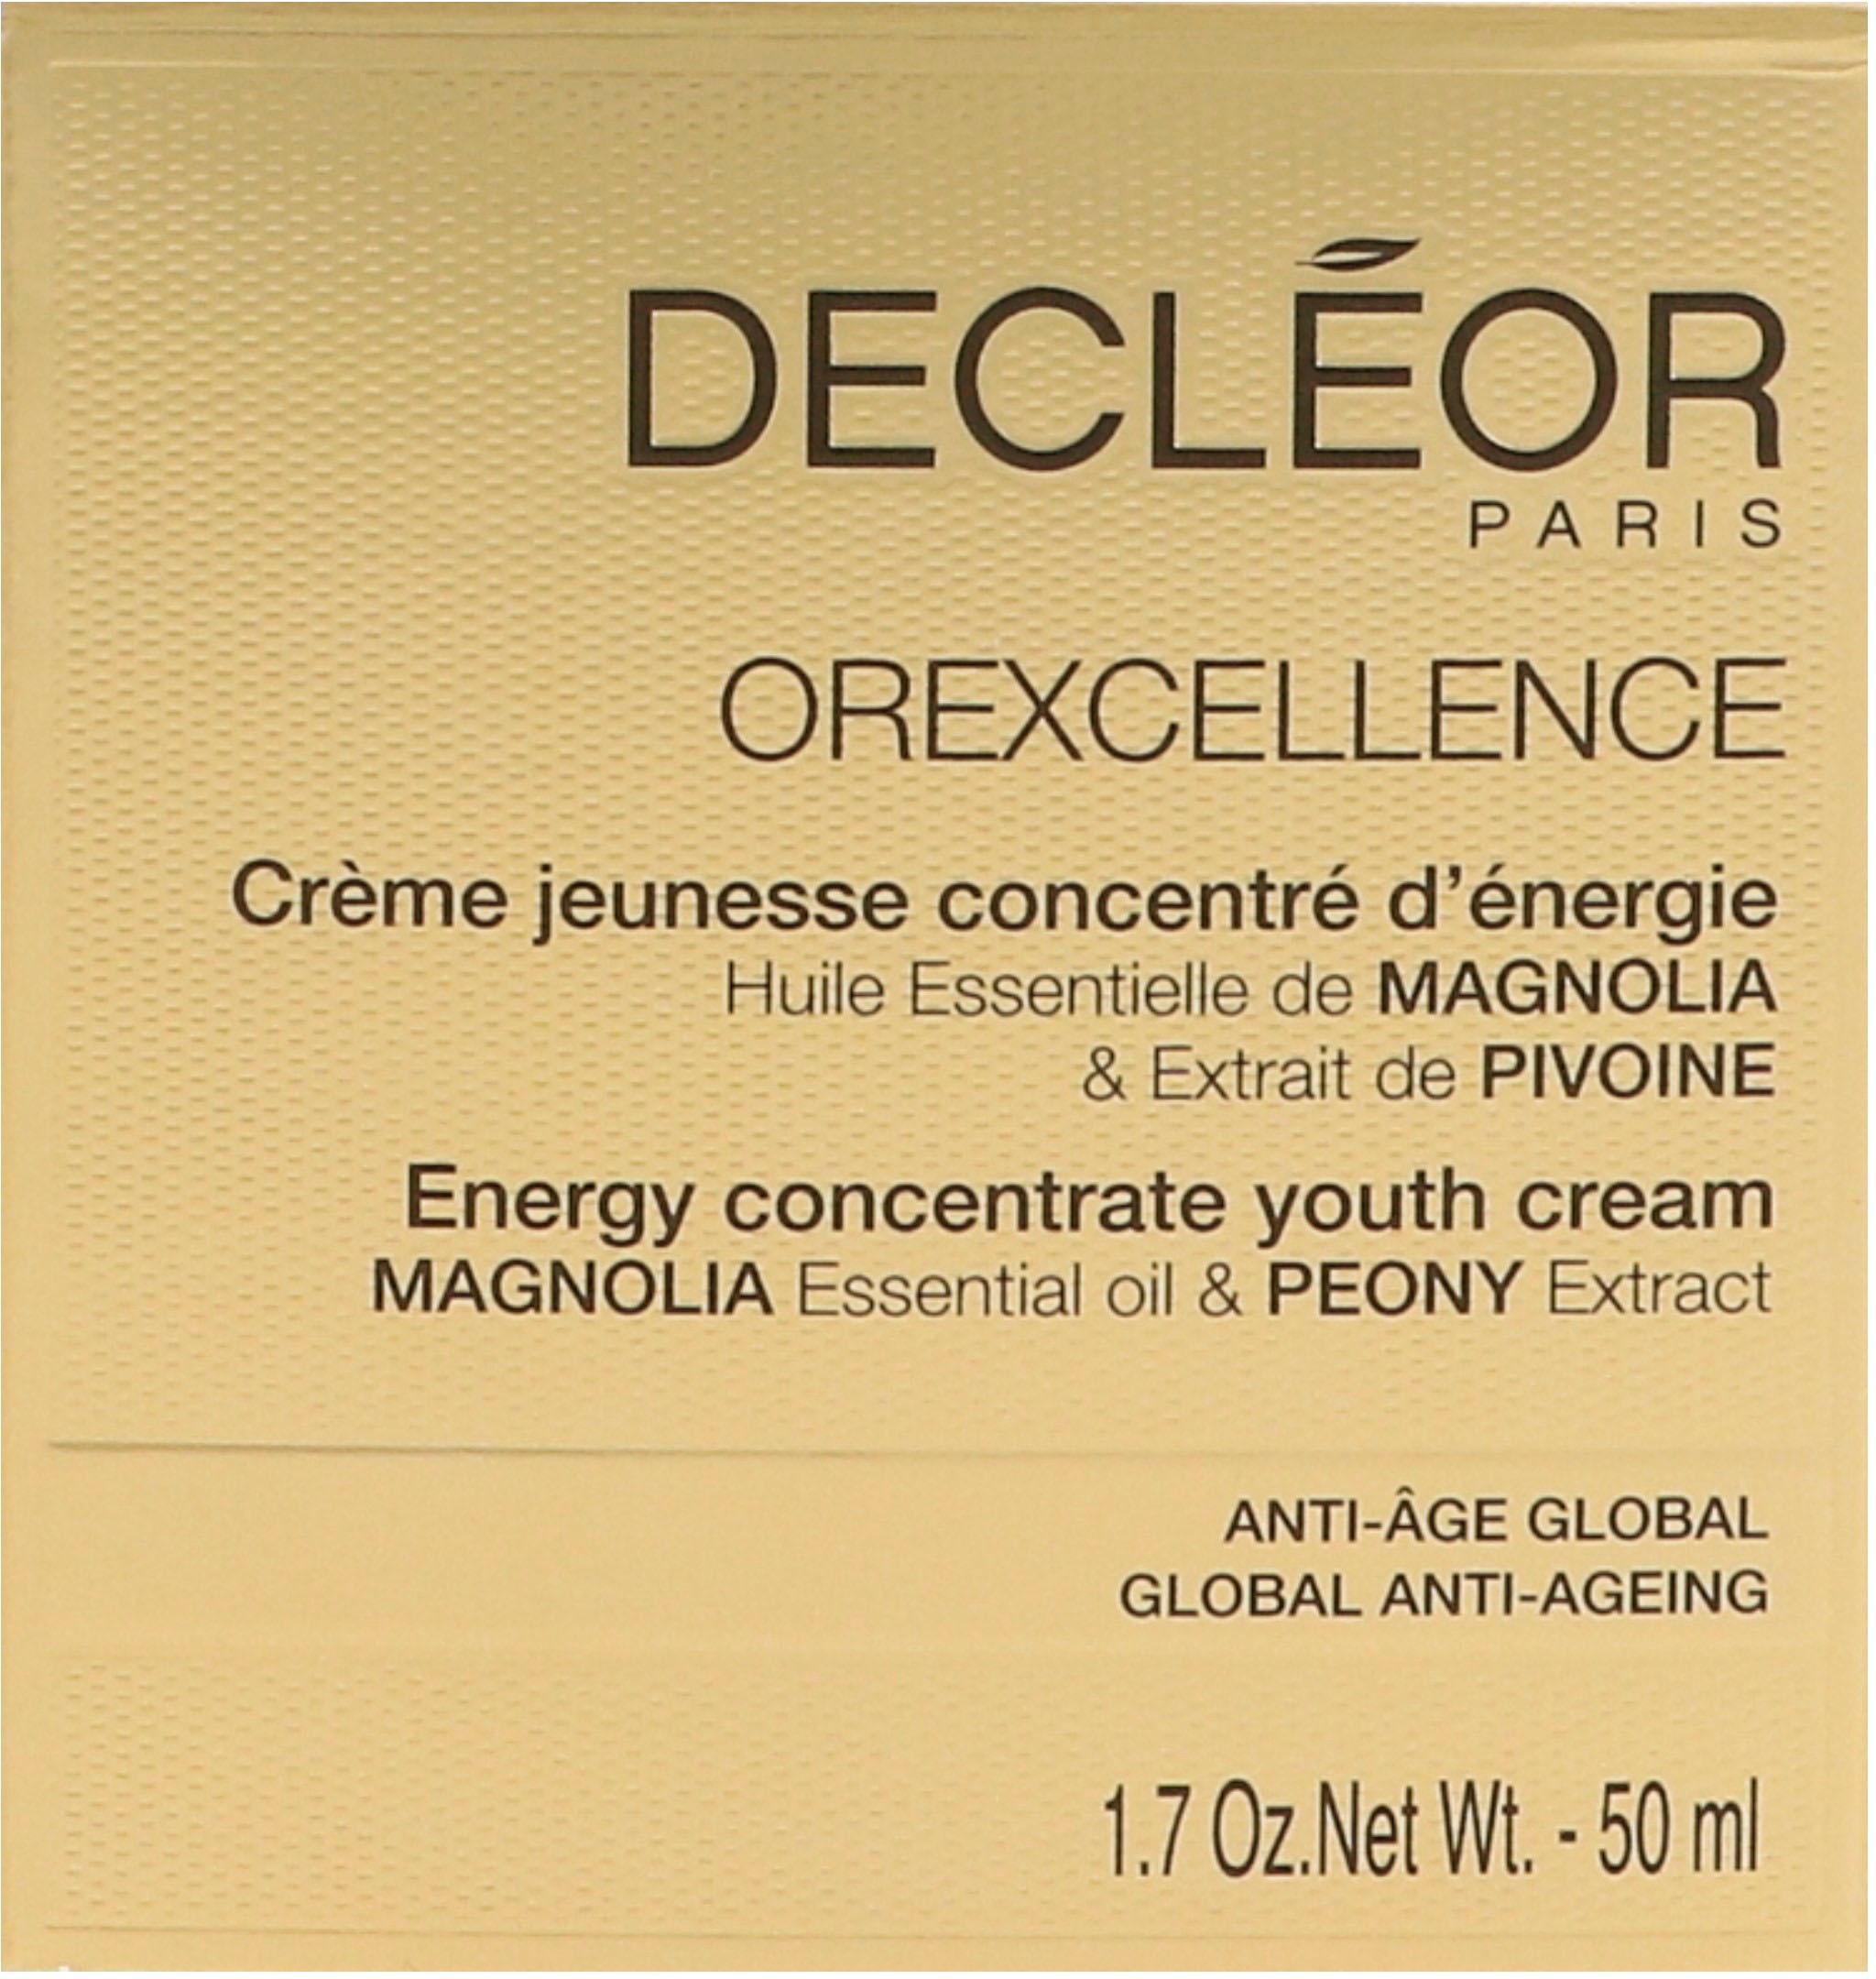 DECLÉOR
PARIS
OREXCELLENCE
Crème jeunesse concentré d'énergie
Huile Essentielle de MAGNOLIA
& Extrait de PIVOINE
Energy concentrate youth cream
MAGNOLIA Essential oil & PEONY Extract
ANTI-ÂGE GLOBAL
GLOBAL ANTI-AGEING
1.7 Oz.Net Wt. - 50 ml